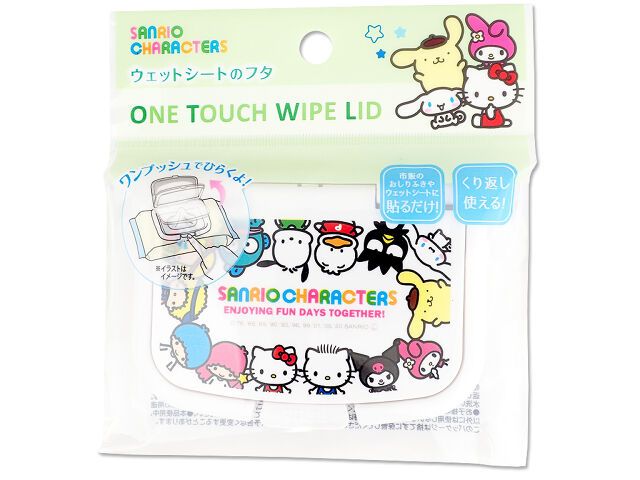 SANRIO
CHARACTERS
ウェットシートのフタ
ONE TOUCH WIPE LID
ワンプッシュでひらくよ!
※イラストは
イメージです。
市販の
おしりふきや
ウェットシートに
貼るだけ!
くり返し
使える!
SANRIO CHARACTERS
ENJOYING FUN DAYS TOGETHER!